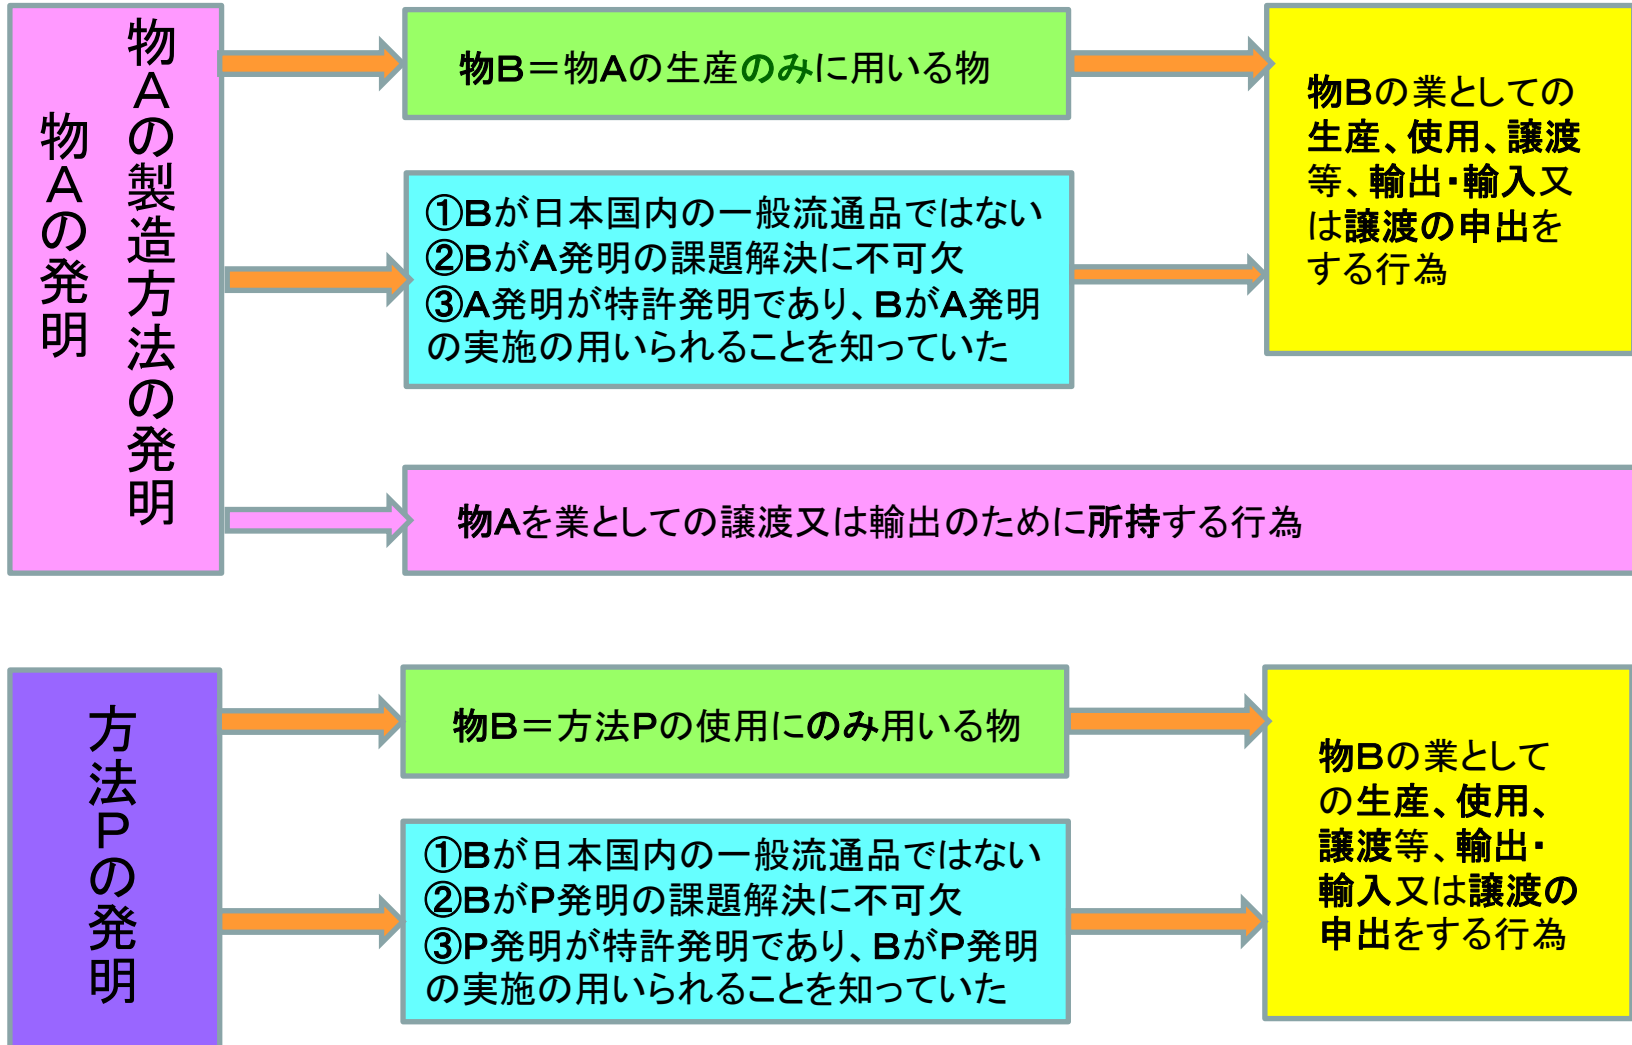 物Aの製造方法の発明
物Aの発明
物B＝物Aの生産のみに用いる物
物Bの業としての
生産、使用、譲渡
等、輸出・輸入又
は譲渡の申出を
する行為
①Bが日本国内の一般流通品ではない
②BがA発明の課題解決に不可欠
③A発明が特許発明であり、BがA発明
の実施の用いられることを知っていた
物Aを業としての譲渡又は輸出のために所持する行為
方法Pの発明
物B＝方法Pの使用にのみ用いる物
①Bが日本国内の一般流通品ではない
②BがP発明の課題解決に不可欠
③P発明が特許発明であり、BがP発明
の実施の用いられることを知っていた
物Bの業として
の生産、使用、
譲渡等、輸出・
輸入又は譲渡の
申出をする行為